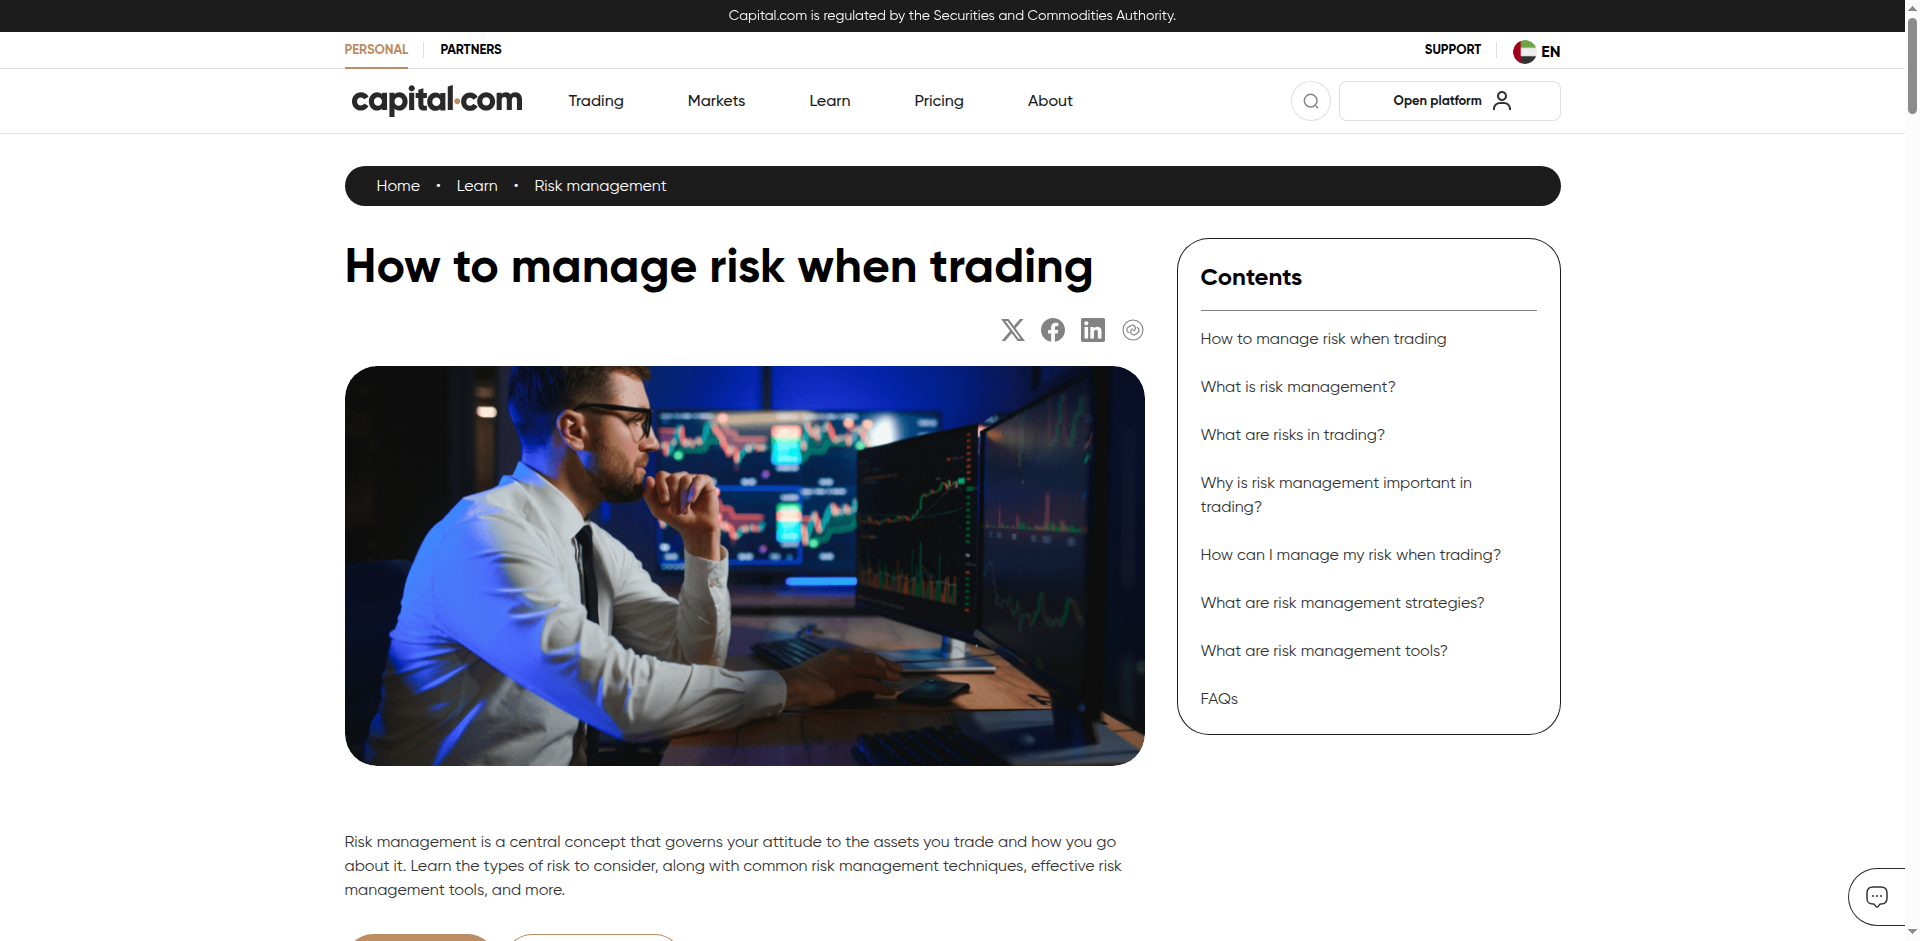 Capital.com is regulated by the Securities and Commodities Authority.
PERSONAL
PARTNERS
SUPPORT
EN
capital.com
Trading
Markets
Learn
Pricing
About
Open platform
Home • Learn • Risk management
How to manage risk when trading
Contents
How to manage risk when trading
What is risk management?
What are risks in trading?
Why is risk management important in
trading?
How can I manage my risk when trading?
What are risk management strategies?
What are risk management tools?
FAQs
Risk management is a central concept that governs your attitude to the assets you trade and how you go
about it. Learn the types of risk to consider, along with common risk management techniques, effective risk
management tools, and more.